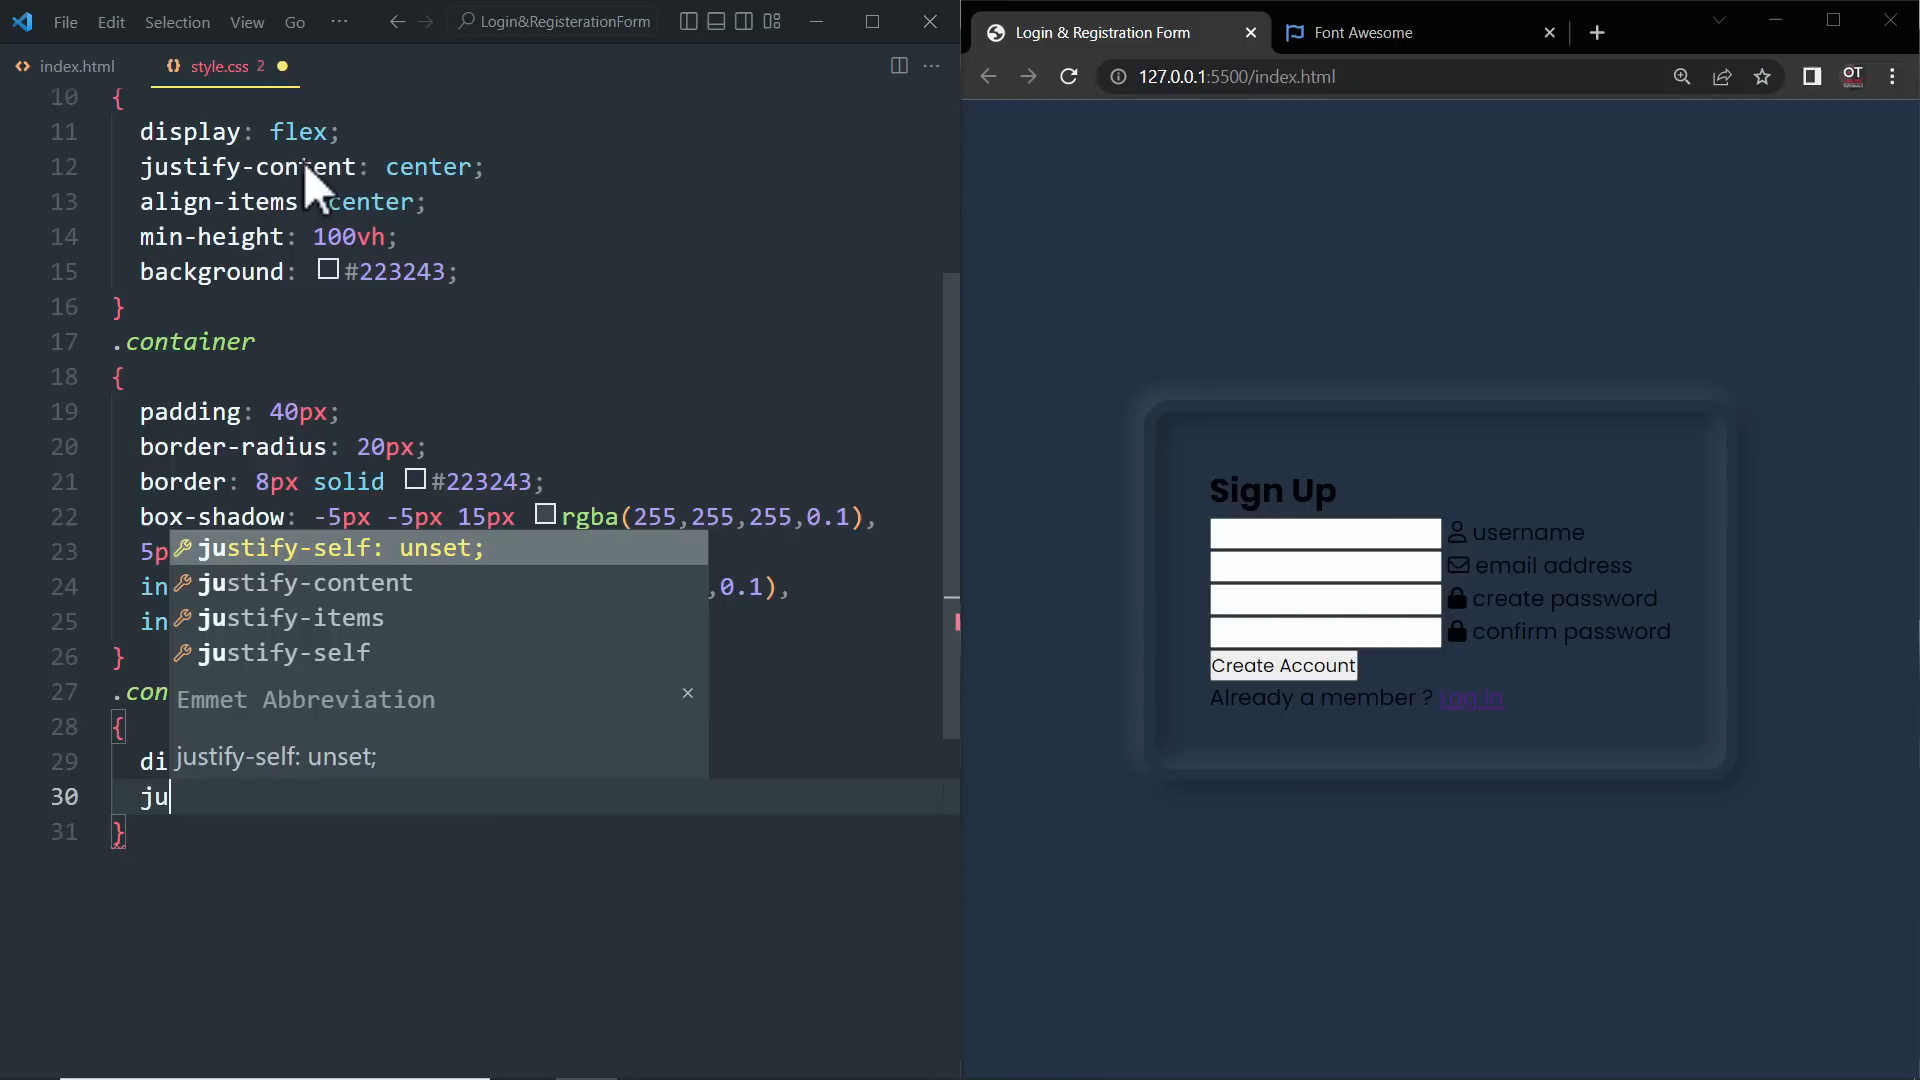 File Edit Selection View Go ··· Login&RegisterationForm
index.html style.css 2
10 {
11 display: flex;
12 justify-content: center;
13 align-items center;
14 min-height: 100vh;
15 background: #223243;
16 }
17 .container
18 {
19 padding: 40px;
20 border-radius: 20px;
21 border: 8px solid #223243;
22 box-shadow: -5px -5px 15px rgba(255,255,255,0.1),
23 5p
24 in ,0.1),
25 in
26 }
27 .con
28 {
29 di
30 ju
31 }
justify-self: unset;
justify-content
justify-items
justify-self
Emmet Abbreviation
justify-self: unset;
Login & Registration Form Font Awesome
127.0.0.1:5500/index.html
OT
Sign Up
username
email address
create password
confirm password
Create Account
Already a member ? Log in